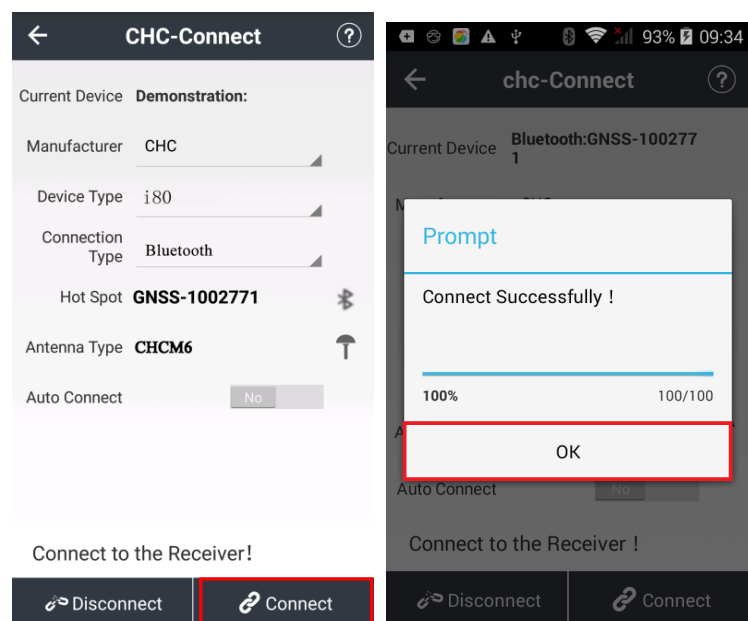 CHC-Connect
?
Current Device Demonstration:
Manufacturer CHC
Device Type i80
Connection
Type Bluetooth
Hot Spot GNSS-1002771
Antenna Type CHCM6
Auto Connect No
Connect to the Receiver!
Disconnect Connect
93% 09:34
chc-Connect
?
Current Device Bluetooth:GNSS-100277
1
Prompt
Connect Successfully !
100% 100/100
OK
Auto Connect No
Connect to the Receiver !
Disconnect Connect